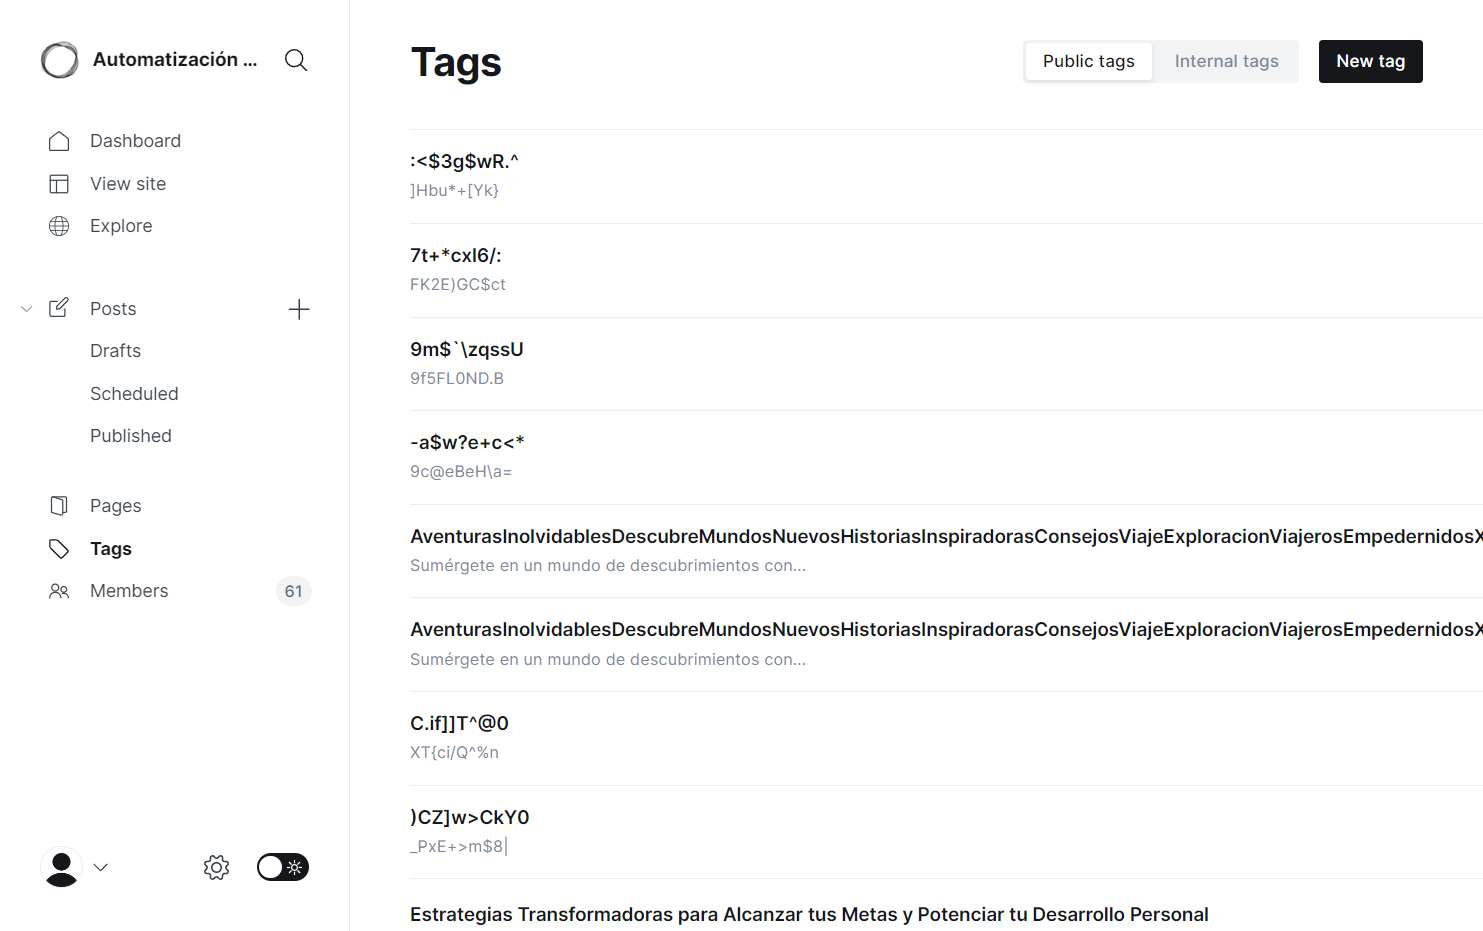 Automatización ...
Dashboard
View site
Explore
Posts
Drafts
Scheduled
Published
Pages
Tags
Members
61
Tags
Public tags
Internal tags
New tag
:<$3g$wR.^
]Hbu*+[Yk}
7t+*cxI6/:
FK2E)GC$ct
9m$`\zqssU
9f5FL0ND.B
-a$w?e+c<*
9c@eBeH\a=
AventurasInolvidablesDescubreMundosNuevosHistoriasInspiradorasConsejosViajeExploracionViajerosEmpedernidosX
Sumérgete en un mundo de descubrimientos con...
AventurasInolvidablesDescubreMundosNuevosHistoriasInspiradorasConsejosViajeExploracionViajerosEmpedernidosX
Sumérgete en un mundo de descubrimientos con...
C.if]]T^@0
XT{ci/Q^%n
)CZ]w>CkY0
_PxE+>m$8|
Estrategias Transformadoras para Alcanzar tus Metas y Potenciar tu Desarrollo Personal